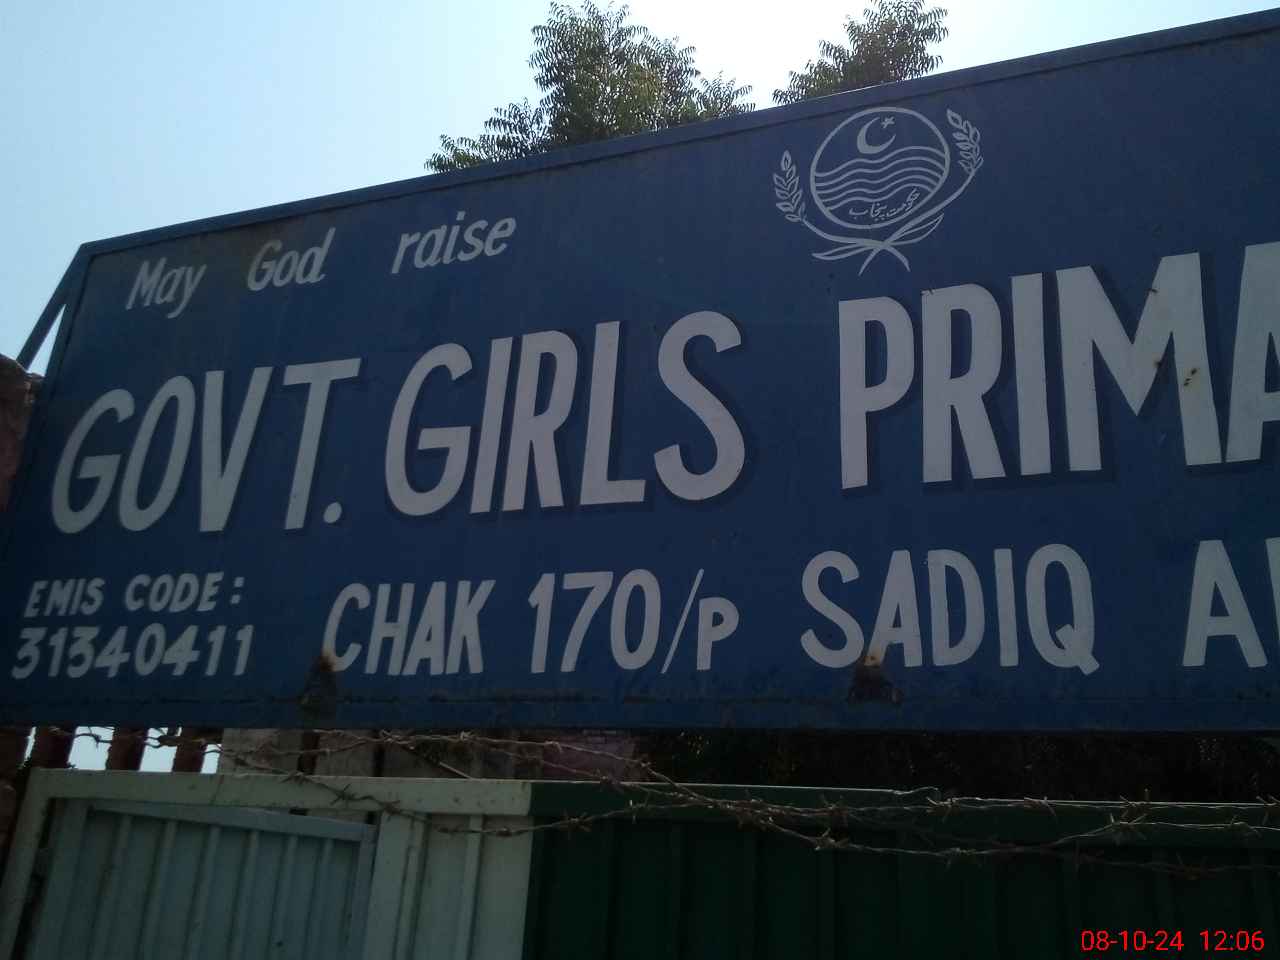 حکومت پنجاب
May God raise
GOVT. GIRLS PRIMA
EMIS CODE:
31340411
CHAK 170/P SADIQ A
08-10-24 12:06